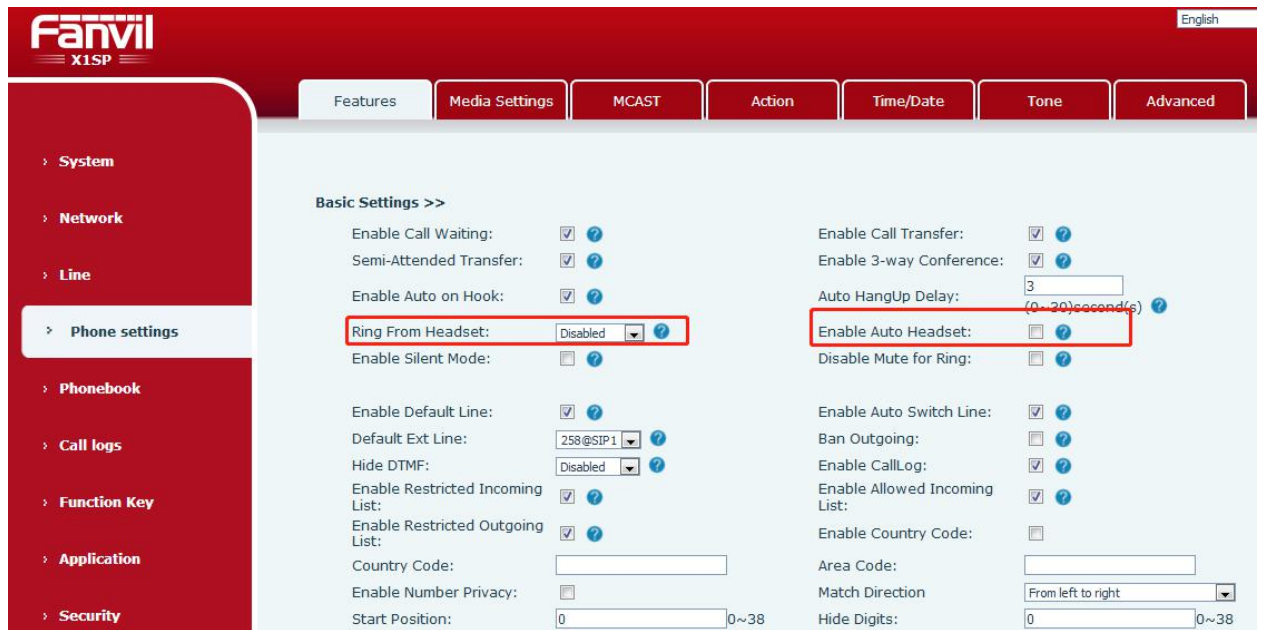 English
Fanvil
X1SP
Features Media Settings MCAST Action Time/Date Tone Advanced
› System
› Network
› Line
› Phone settings
› Phonebook
› Call logs
› Function Key
› Application
› Security
Basic Settings >>
Enable Call Waiting: ? Enable Call Transfer: ?
Semi-Attended Transfer: ? Enable 3-way Conference: ?
Enable Auto on Hook: ? Auto HangUp Delay: 3
(0~30)second(s) ?
Ring From Headset: Disabled ? Enable Auto Headset: ?
Enable Silent Mode: ? Disable Mute for Ring: ?
Enable Default Line: ? Enable Auto Switch Line: ?
Default Ext Line: 258@SIP1 ? Ban Outgoing: ?
Hide DTMF: Disabled ? Enable CallLog: ?
Enable Restricted Incoming
List: ? Enable Allowed Incoming
List: ?
Enable Restricted Outgoing
List: ? Enable Country Code:
Country Code: Area Code:
Enable Number Privacy: Match Direction From left to right
Start Position: 0 0~38 Hide Digits: 0 0~38